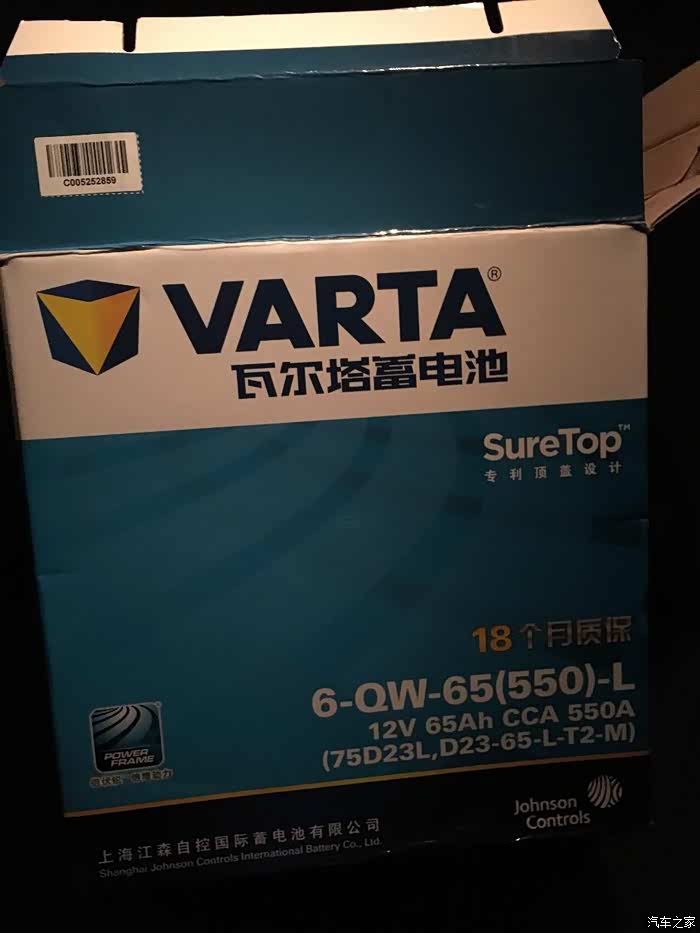 C005252859
VARTA®
瓦尔塔蓄电池
SureTop™
专利顶盖设计
18个月质保
6-QW-65(550)-L
12V 65Ah CCA 550A
(75D23L,D23-65-L-T2-M)
POWER
FRAME
Johnson
Controls
上海江森自控国际蓄电池有限公司
Shanghai Johnson Controls International Battery Co., Ltd.
汽车之家